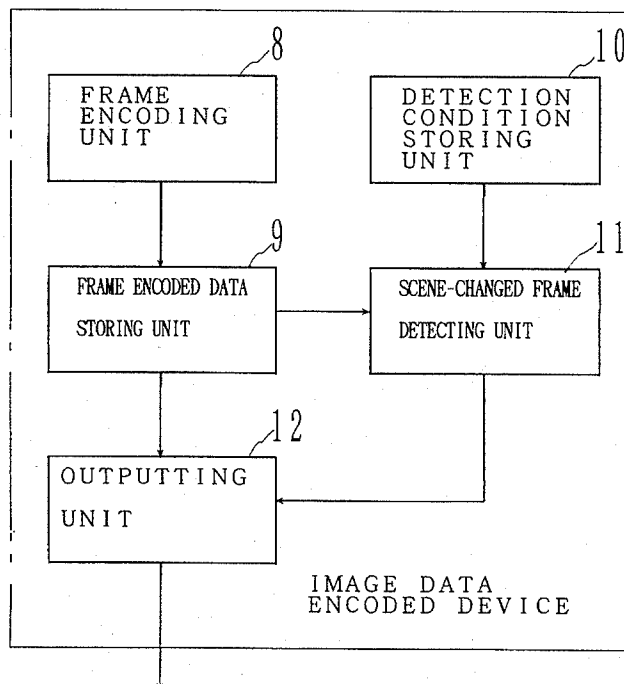 8
FRAME
ENCODING
UNIT
10
DETECTION
CONDITION
STORING
UNIT
9
FRAME ENCODED DATA
STORING UNIT
11
SCENE-CHANGED FRAME
DETECTING UNIT
12
OUTPUTTING
UNIT
IMAGE DATA
ENCODED DEVICE